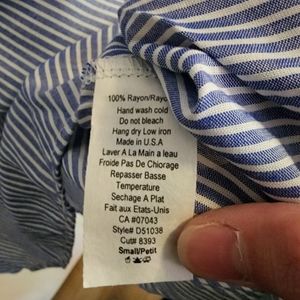 100% Rayon/Rayo
Hand wash cold
Do not bleach
Hang dry Low iron
Made in U.S.A
Laver A La Main a leau
Froide Pas De Chiorage
Repasser Basse
Temperature
Sechage A Plat
Fait aux Etats-Unis
CA #07043
Style# D51038
Cut# 8393
Small/Petit